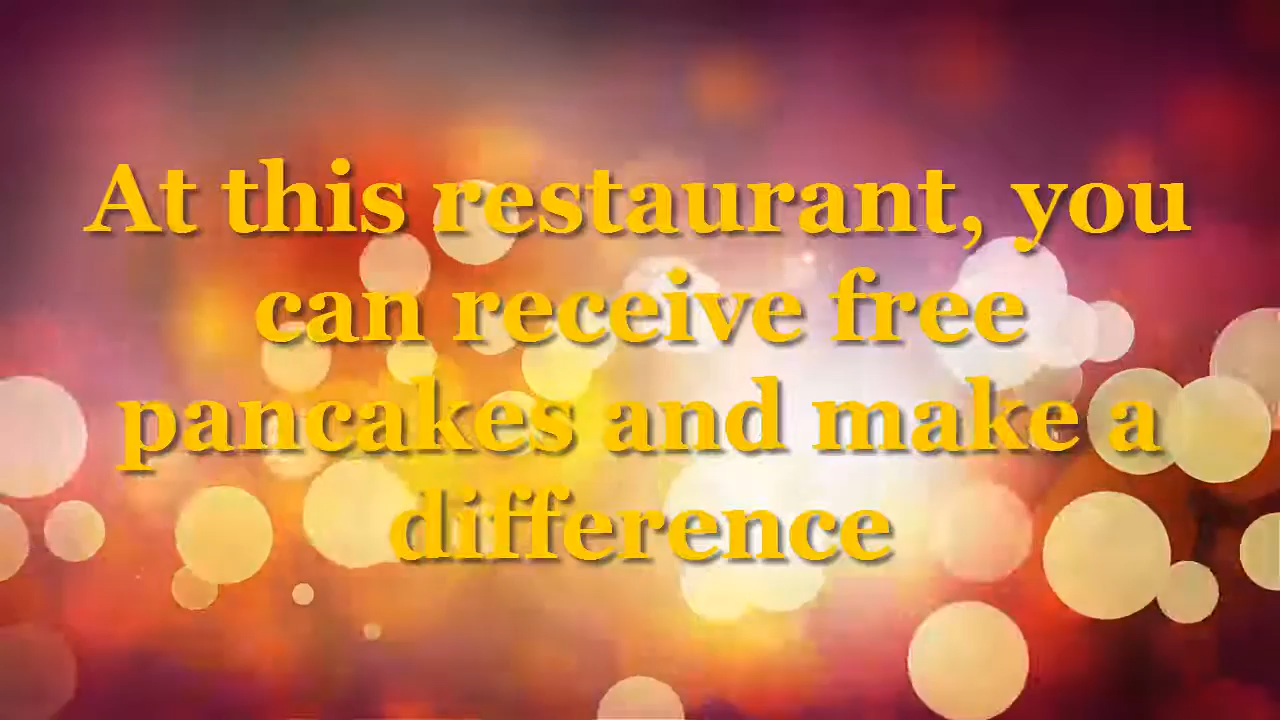 At this restaurant, you
can receive free
pancakes and make a
difference